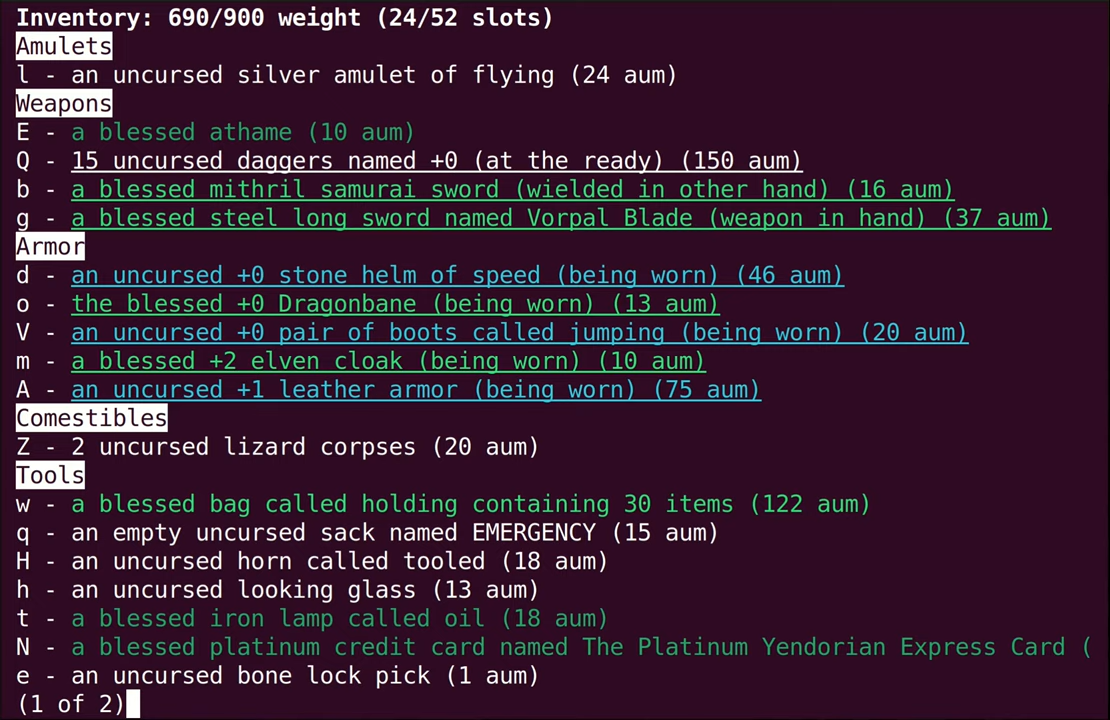 Inventory: 690/900 weight (24/52 slots)
Amulets
l - an uncursed silver amulet of flying (24 aum)
Weapons
E - a blessed athame (10 aum)
Q - 15 uncursed daggers named +0 (at the ready) (150 aum)
b - a blessed mithril samurai sword (wielded in other hand) (16 aum)
g - a blessed steel long sword named Vorpal Blade (weapon in hand) (37 aum)
Armor
d - an uncursed +0 stone helm of speed (being worn) (46 aum)
o - the blessed +0 Dragonbane (being worn) (13 aum)
V - an uncursed +0 pair of boots called jumping (being worn) (20 aum)
m - a blessed +2 elven cloak (being worn) (10 aum)
A - an uncursed +1 leather armor (being worn) (75 aum)
Comestibles
Z - 2 uncursed lizard corpses (20 aum)
Tools
w - a blessed bag called holding containing 30 items (122 aum)
q - an empty uncursed sack named EMERGENCY (15 aum)
H - an uncursed horn called tooled (18 aum)
h - an uncursed looking glass (13 aum)
t - a blessed iron lamp called oil (18 aum)
N - a blessed platinum credit card named The Platinum Yendorian Express Card (
e - an uncursed bone lock pick (1 aum)
(1 of 2)